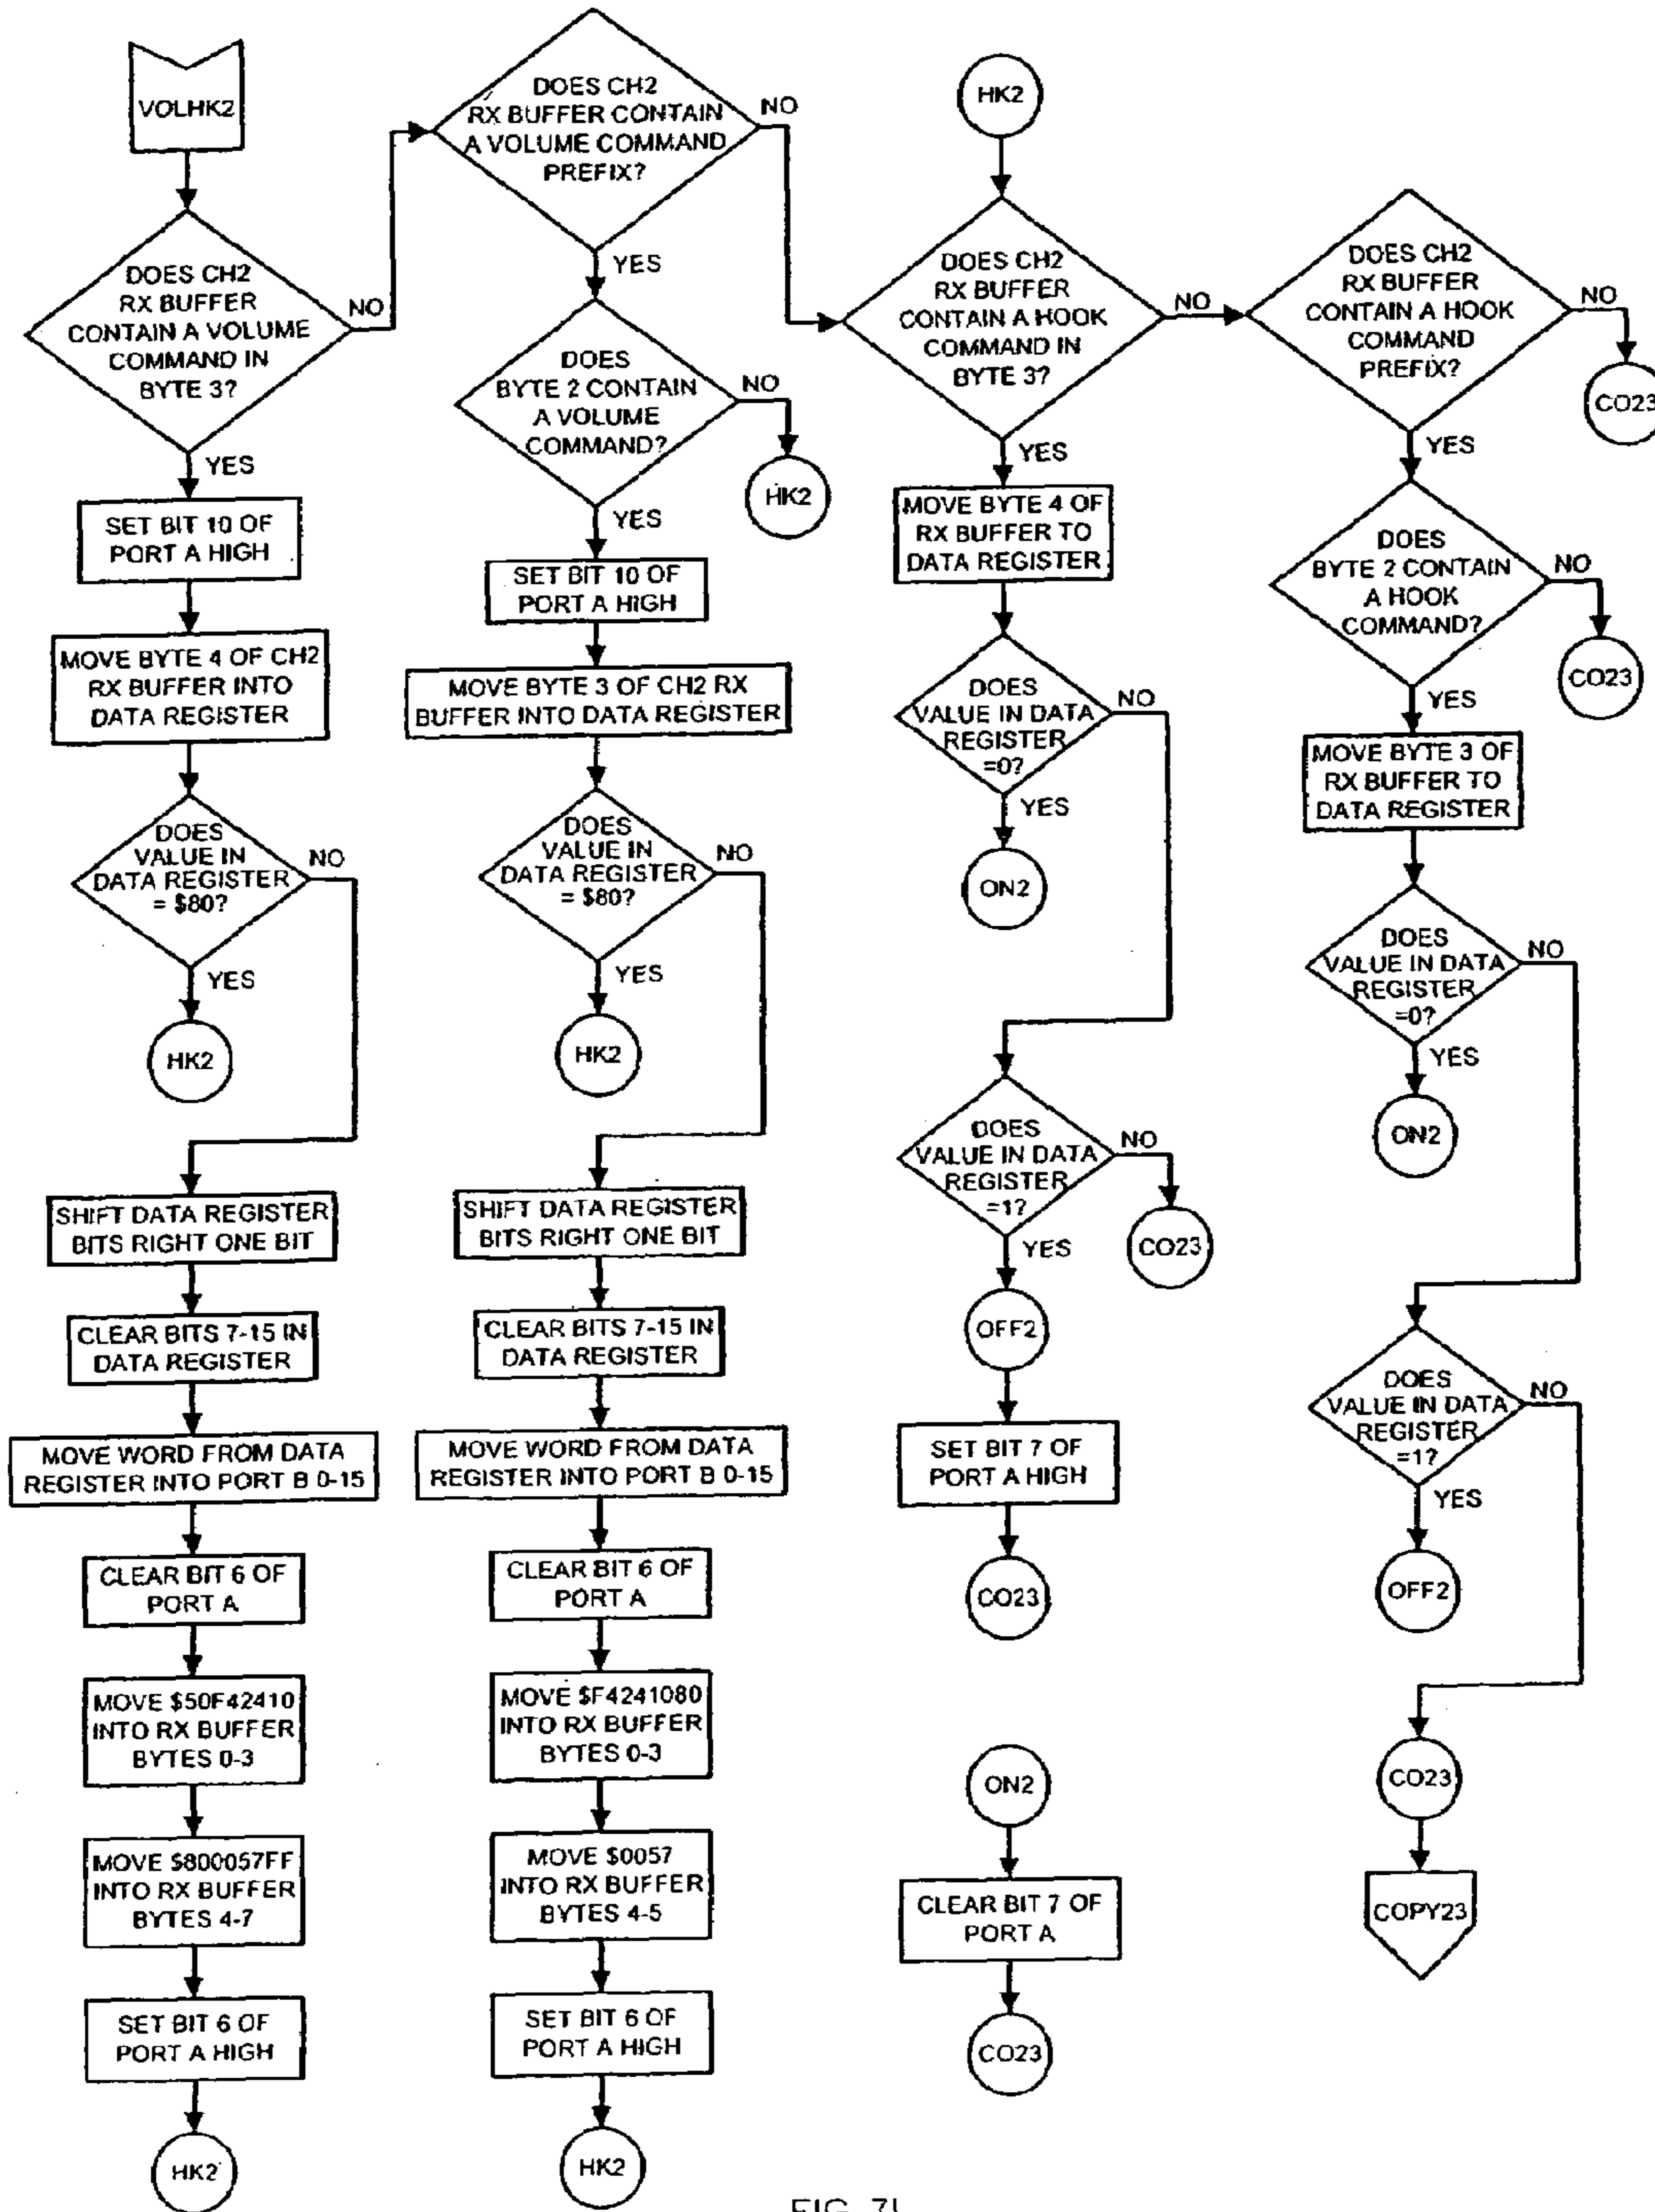 VOLHK2
DOES CH2
RX BUFFER
CONTAIN A VOLUME
COMMAND IN
BYTE 3?
NO
YES
SET BIT 10 OF
PORT A HIGH
MOVE BYTE 4 OF CH2
RX BUFFER INTO
DATA REGISTER
DOES
VALUE IN
DATA REGISTER
= $80?
NO
YES
HK2
SHIFT DATA REGISTER
BITS RIGHT ONE BIT
CLEAR BITS 7-15 IN
DATA REGISTER
MOVE WORD FROM DATA
REGISTER INTO PORT B 0-15
CLEAR BIT 6 OF
PORT A
MOVE $50F42410
INTO RX BUFFER
BYTES 0-3
MOVE $800057FF
INTO RX BUFFER
BYTES 4-7
SET BIT 6 OF
PORT A HIGH
HK2
DOES CH2
RX BUFFER CONTAIN
A VOLUME COMMAND
PREFIX?
NO
YES
DOES
BYTE 2 CONTAIN
A VOLUME
COMMAND?
NO
HK2
YES
SET BIT 10 OF
PORT A HIGH
MOVE BYTE 3 OF CH2 RX
BUFFER INTO DATA REGISTER
DOES
VALUE IN
DATA REGISTER
= $80?
NO
YES
HK2
SHIFT DATA REGISTER
BITS RIGHT ONE BIT
CLEAR BITS 7-15 IN
DATA REGISTER
MOVE WORD FROM DATA
REGISTER INTO PORT B 0-15
CLEAR BIT 6 OF
PORT A
MOVE $F4241080
INTO RX BUFFER
BYTES 0-3
MOVE $0057
INTO RX BUFFER
BYTES 4-5
SET BIT 6 OF
PORT A HIGH
HK2
HK2
DOES CH2
RX BUFFER
CONTAIN A HOOK
COMMAND IN
BYTE 3?
NO
YES
MOVE BYTE 4 OF
RX BUFFER TO
DATA REGISTER
DOES
VALUE IN DATA
REGISTER
=0?
NO
YES
ON2
DOES
VALUE IN DATA
REGISTER
=1?
NO
CO23
YES
OFF2
SET BIT 7 OF
PORT A HIGH
CO23
ON2
CLEAR BIT 7 OF
PORT A
CO23
DOES CH2
RX BUFFER
CONTAIN A HOOK
COMMAND
PREFIX?
NO
CO23
YES
DOES
BYTE 2 CONTAIN
A HOOK
COMMAND?
NO
CO23
YES
MOVE BYTE 3 OF
RX BUFFER TO
DATA REGISTER
DOES
VALUE IN DATA
REGISTER
=0?
NO
YES
ON2
DOES
VALUE IN DATA
REGISTER
=1?
NO
YES
OFF2
CO23
COPY23